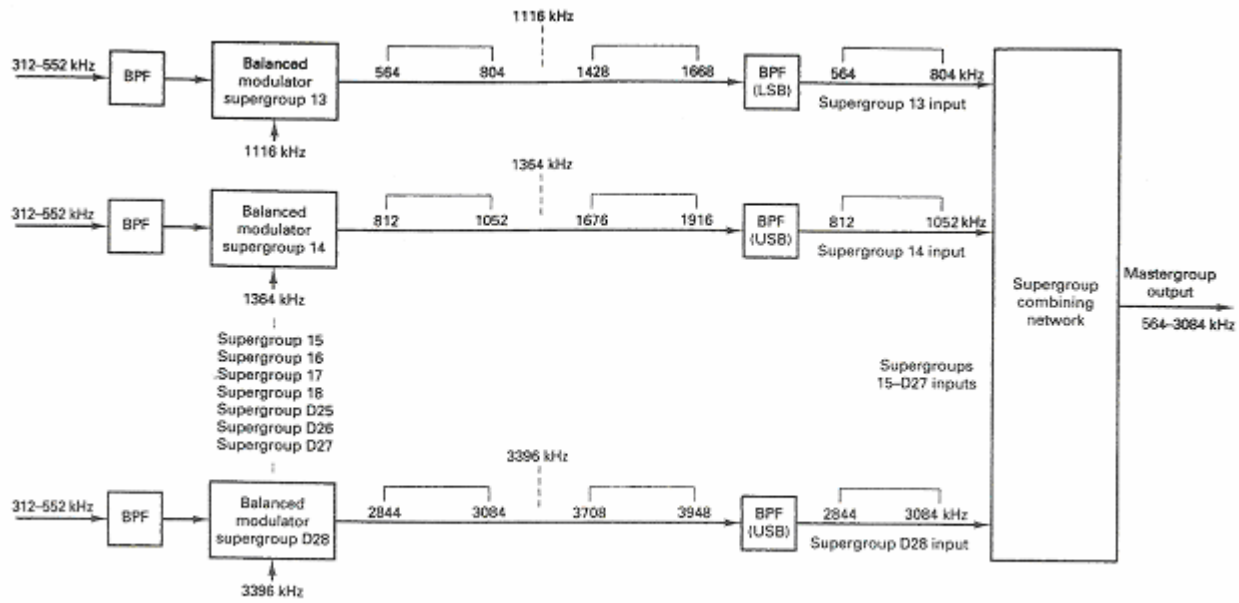 1116 kHz
312–552 kHz
BPF
Balanced
modulator
supergroup 13
564
804
1428
1668
BPF
(LSB)
564
804 kHz
Supergroup 13 input
1116 kHz
1364 kHz
312–552 kHz
BPF
Balanced
modulator
supergroup 14
812
1052
1676
1916
BPF
(USB)
812
1052 kHz
Supergroup 14 input
1364 kHz
Supergroup
combining
network
Mastergroup
output
564–3084 kHz
Supergroup 15
Supergroup 16
Supergroup 17
Supergroup 18
Supergroup D25
Supergroup D26
Supergroup D27
Supergroups
15–D27 inputs
3396 kHz
312–552 kHz
BPF
Balanced
modulator
supergroup D28
2844
3084
3708
3948
BPF
(USB)
2844
3084 kHz
Supergroup D28 input
3396 kHz